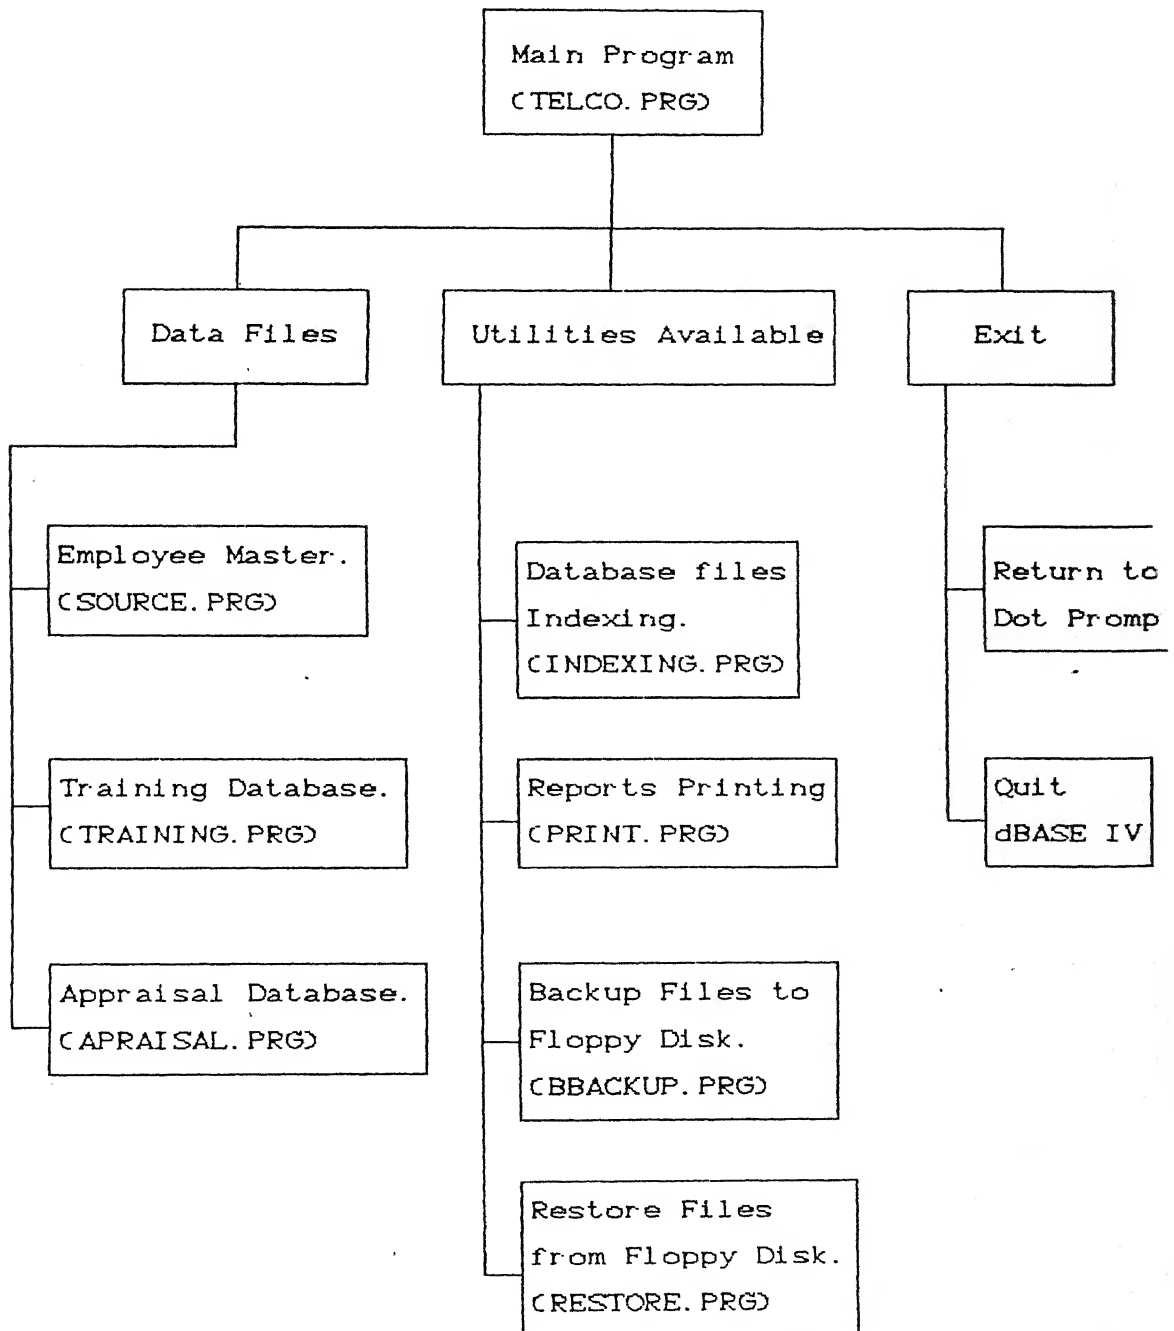 Main Program
(TELCO.PRG)
Data Files
Utilities Available
Exit
Employee Master.
(SOURCE.PRG)
Training Database.
(TRAINING.PRG)
Appraisal Database.
(APRAISAL.PRG)
Database files
Indexing.
(INDEXING.PRG)
Reports Printing
(PRINT.PRG)
Backup Files to
Floppy Disk.
(BBACKUP.PRG)
Restore Files
from Floppy Disk.
(RESTORE.PRG)
Return to
Dot Promp
Quit
dBASE IV